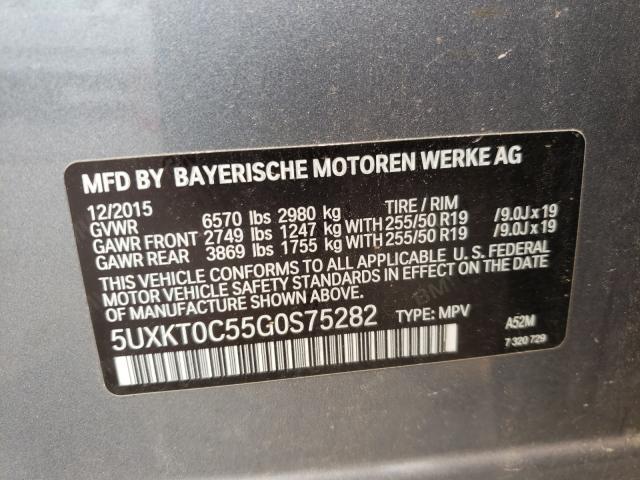 MFD BY BAYERISCHE MOTOREN WERKE AG
12/2015 TIRE / RIM
GVWR 6570 lbs 2980 kg
GAWR FRONT 2749 lbs 1247 kg WITH 255/50 R19 /9.0J x 19
GAWR REAR 3869 lbs 1755 kg WITH 255/50 R19 /9.0J x 19
THIS VEHICLE CONFORMS TO ALL APPLICABLE U.S. FEDERAL
MOTOR VEHICLE SAFETY STANDARDS IN EFFECT ON THE
DATE OF MANUFACTURE SHOWN ABOVE.
5UXKT0C55G0S75282 TYPE: MPV A52M
7 320 729